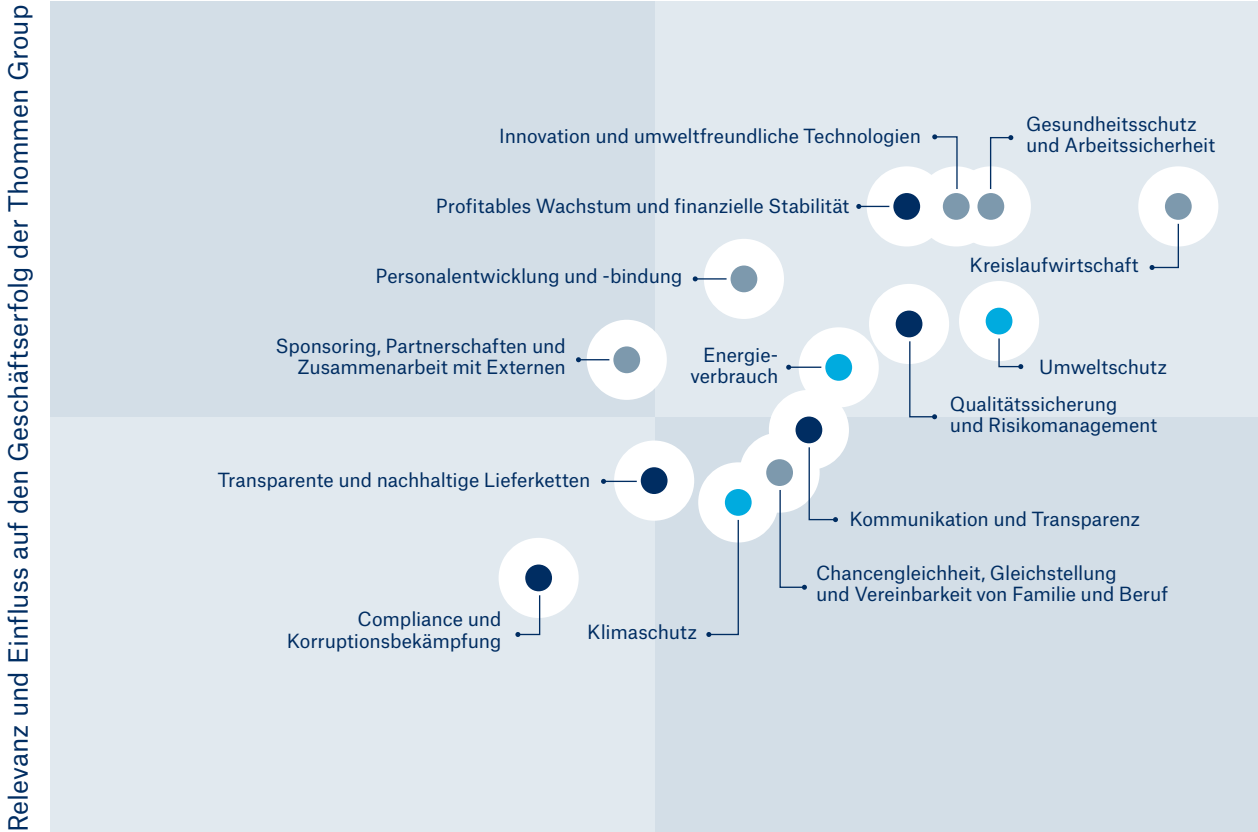 Relevanz und Einfluss auf den Geschäftserfolg der Thommen Group
Innovation und umweltfreundliche Technologien
Gesundheitsschutz
und Arbeitssicherheit
Profitables Wachstum und finanzielle Stabilität
Kreislaufwirtschaft
Personalentwicklung und -bindung
Sponsoring, Partnerschaften und
Zusammenarbeit mit Externen
Energie-
verbrauch
Umweltschutz
Qualitätssicherung
und Risikomanagement
Transparente und nachhaltige Lieferketten
Kommunikation und Transparenz
Chancengleichheit, Gleichstellung
und Vereinbarkeit von Familie und Beruf
Compliance und
Korruptionsbekämpfung
Klimaschutz